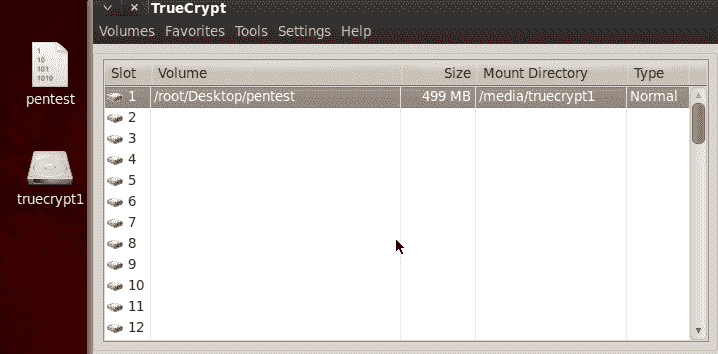 TrueCrypt
Volumes Favorites Tools Settings Help
Slot Volume Size Mount Directory Type
1 /root/Desktop/pentest 499 MB /media/truecrypt1 Normal
2
3
4
5
6
7
8
9
10
11
12
1
10
101
1010
pentest
truecrypt1